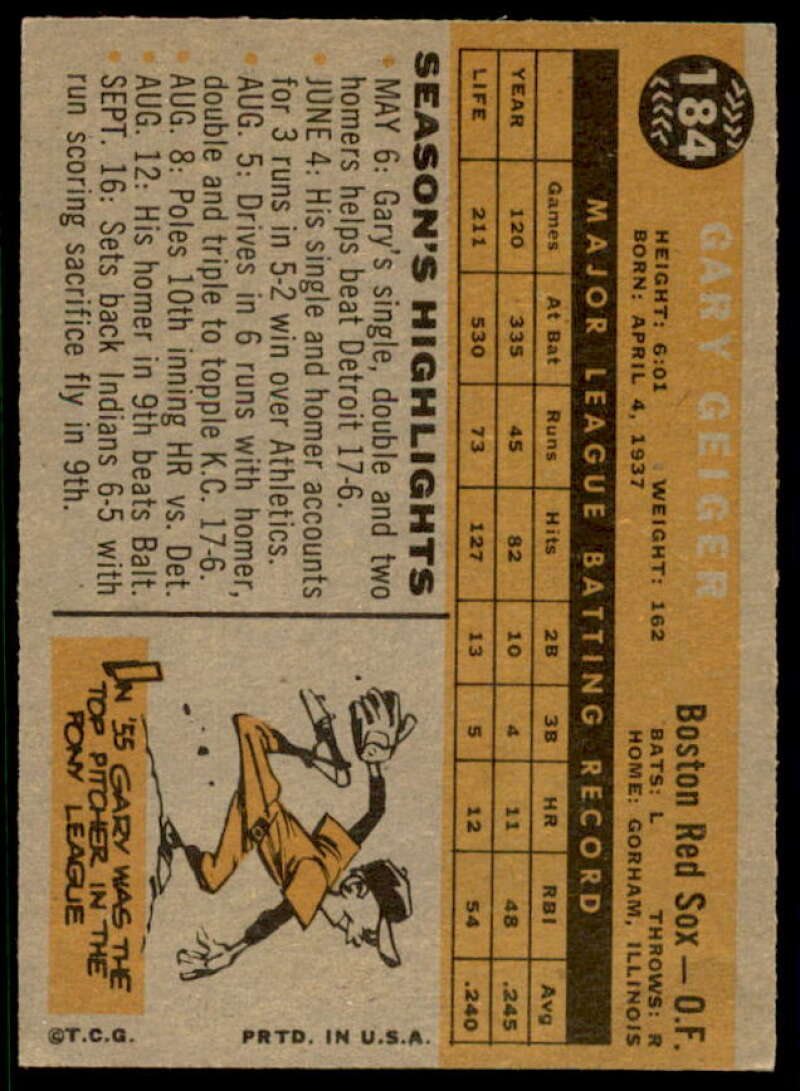 184
GARY GEIGER
Boston Red Sox — O.F.
HEIGHT: 6:01 WEIGHT: 162 BATS: L THROWS: R
BORN: APRIL 4, 1937 HOME: GORHAM, ILLINOIS
MAJOR LEAGUE BATTING RECORD
Games At Bat Runs Hits 2B 3B HR RBI Avg
YEAR 120 335 45 82 10 4 11 48 .245
LIFE 211 530 73 127 13 5 12 54 .240
SEASON'S HIGHLIGHTS
• MAY 6: Gary's single, double and two
homers helps beat Detroit 17-6.
• JUNE 4: His single and homer accounts
for 3 runs in 5-2 win over Athletics.
• AUG. 5: Drives in 6 runs with homer,
double and triple to topple K.C. 17-6.
• AUG. 8: Poles 10th inning HR vs. Det.
• AUG. 12: His homer in 9th beats Balt.
• SEPT. 16: Sets back Indians 6-5 with
run scoring sacrifice fly in 9th.
IN '55 GARY WAS THE
TOP PITCHER IN THE
PONY LEAGUE
©T.C.G. PRTD. IN U.S.A.